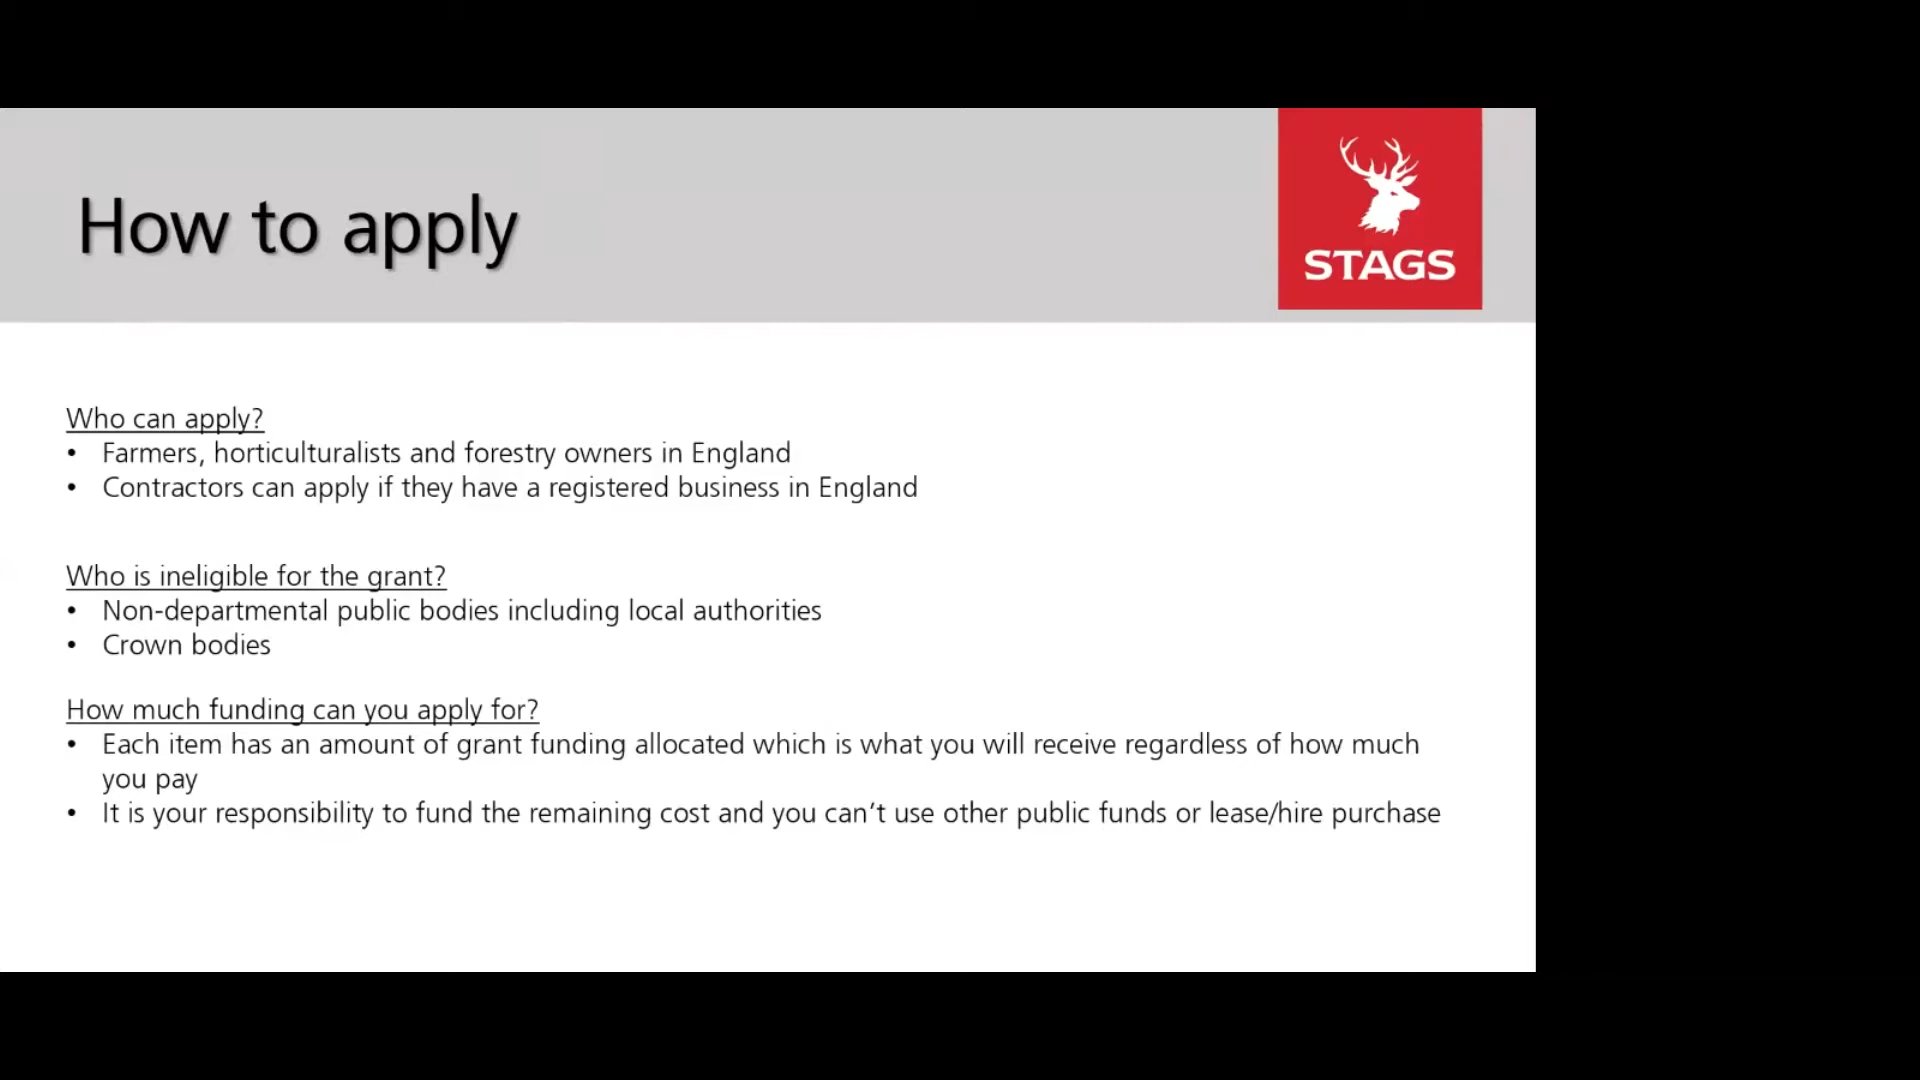 How to apply
STAGS
Who can apply?
• Farmers, horticulturalists and forestry owners in England
• Contractors can apply if they have a registered business in England
Who is ineligible for the grant?
• Non-departmental public bodies including local authorities
• Crown bodies
How much funding can you apply for?
• Each item has an amount of grant funding allocated which is what you will receive regardless of how much
you pay
• It is your responsibility to fund the remaining cost and you can’t use other public funds or lease/hire purchase